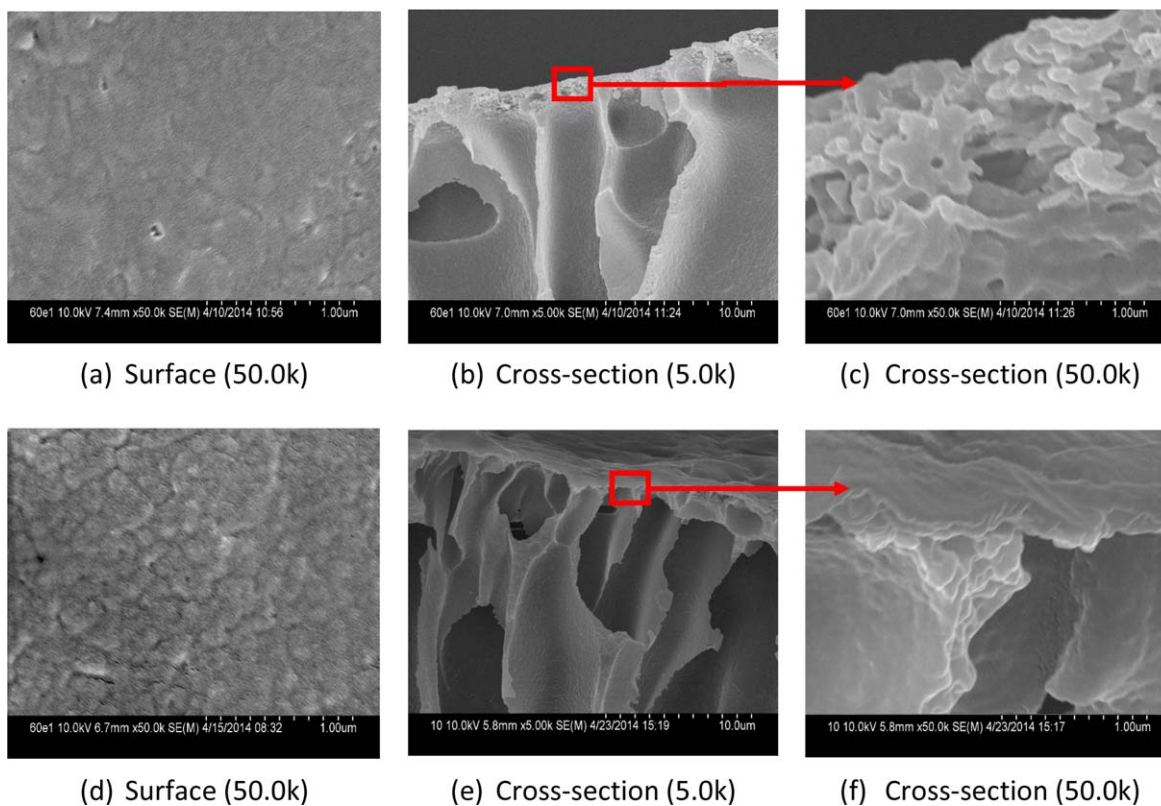 60e1 10.0kV 7.4mm x50.0k SE(M) 4/10/2014 10:56 1.00um
60e1 10.0kV 7.0mm x5.00k SE(M) 4/10/2014 11:24 10.0um
60e1 10.0kV 7.0mm x50.0k SE(M) 4/10/2014 11:26 1.00um
(a) Surface (50.0k)
(b) Cross-section (5.0k)
(c) Cross-section (50.0k)
60e1 10.0kV 6.7mm x50.0k SE(M) 4/15/2014 08:32 1.00um
10 10.0kV 5.8mm x5.00k SE(M) 4/23/2014 15:19 10.0um
10 10.0kV 5.8mm x50.0k SE(M) 4/23/2014 15:17 1.00um
(d) Surface (50.0k)
(e) Cross-section (5.0k)
(f) Cross-section (50.0k)